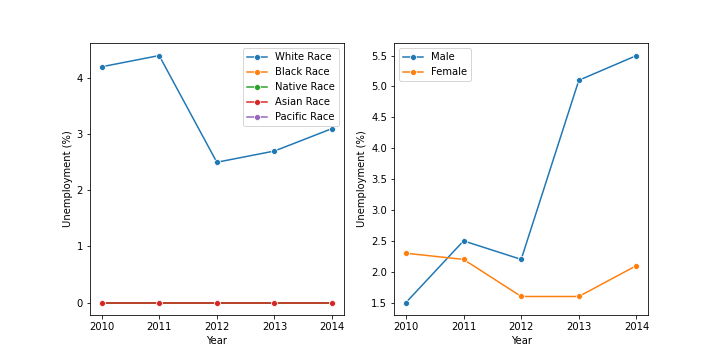 White Race
Black Race
Native Race
Asian Race
Pacific Race
Unemployment (%)
4
3
2
1
0
2010 2011 2012 2013 2014
Year
Male
Female
Unemployment (%)
5.5
5.0
4.5
4.0
3.5
3.0
2.5
2.0
1.5
2010 2011 2012 2013 2014
Year